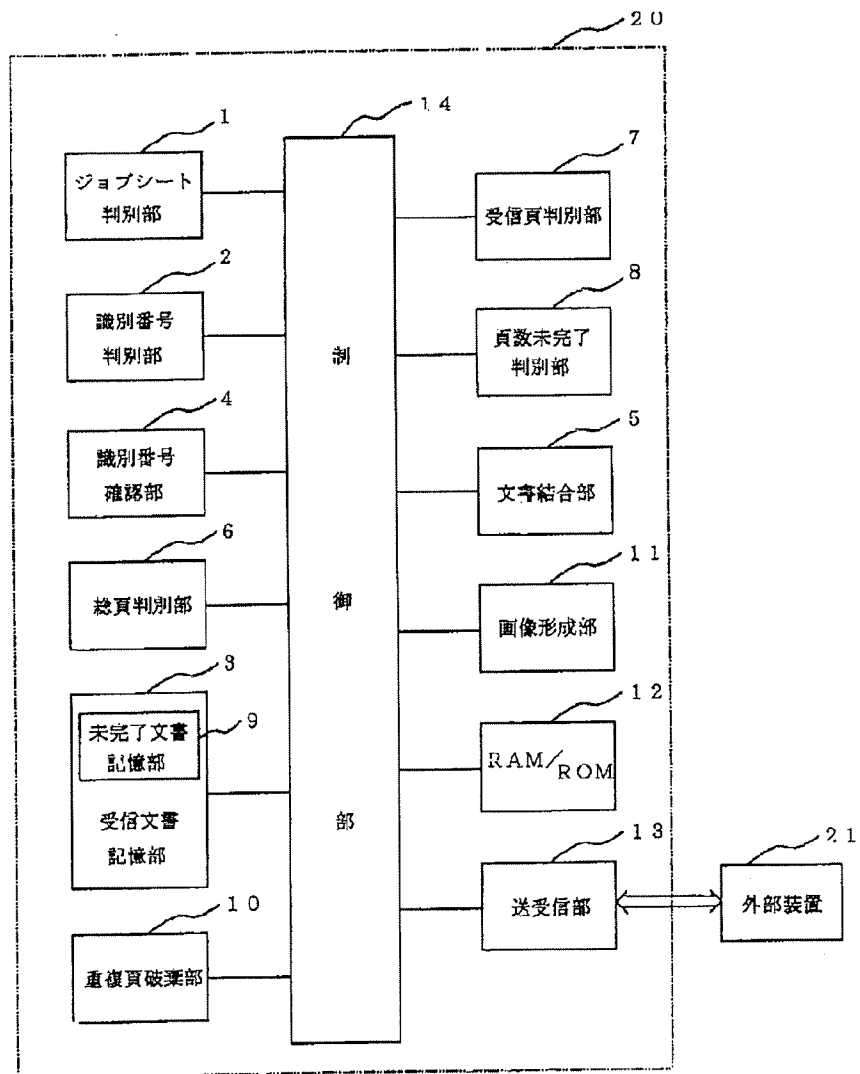 20
1
ジョブシート
判別部
2
識別番号
判別部
4
識別番号
確認部
6
総頁判別部
3
未完了文書
記憶部
9
受信文書
記憶部
10
重複頁破棄部
14
制
御
部
7
受信頁判別部
8
頁数未完了
判別部
5
文書結合部
11
画像形成部
12
RAM/ROM
13
送受信部
21
外部装置